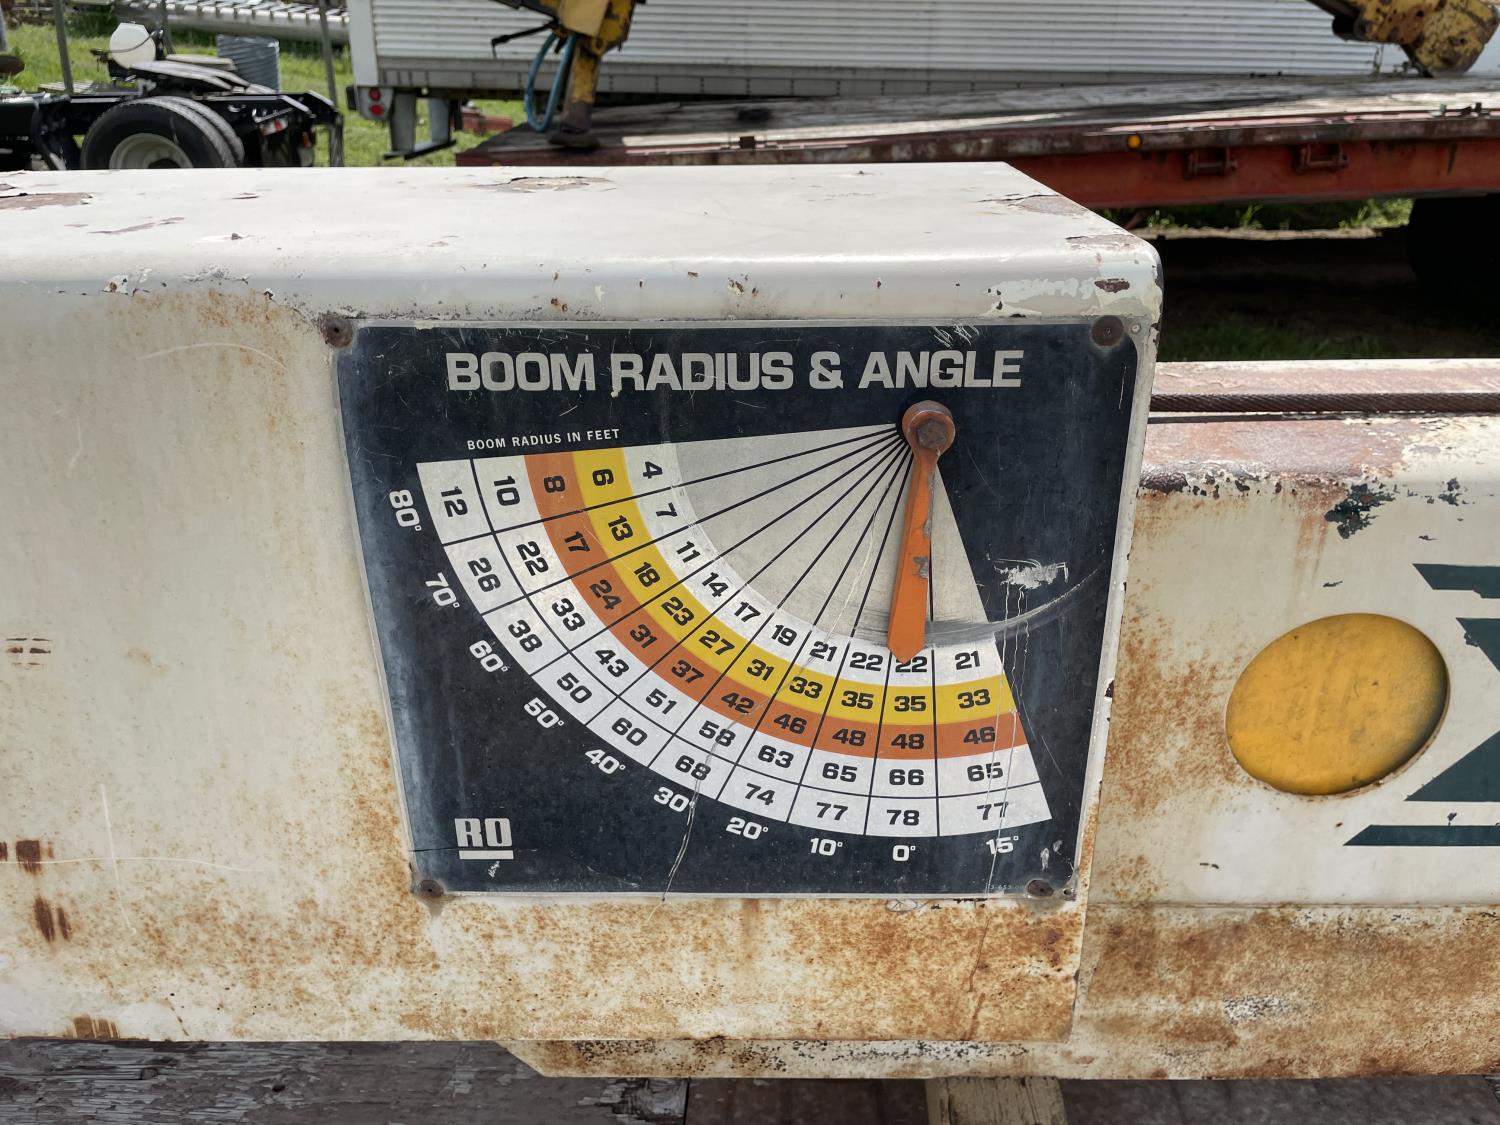 BOOM RADIUS & ANGLE
BOOM RADIUS IN FEET
12 10 8 6 4
80°
26 22 17 13 7
70°
38 33 24 18 11
60°
50 43 31 23 14
50°
60 51 37 27 17
40°
68 58 42 31 19
30°
74 63 46 33 21
20°
77 65 48 35 22
10°
78 66 48 35 22
0°
77 65 46 33 21
15°
RO